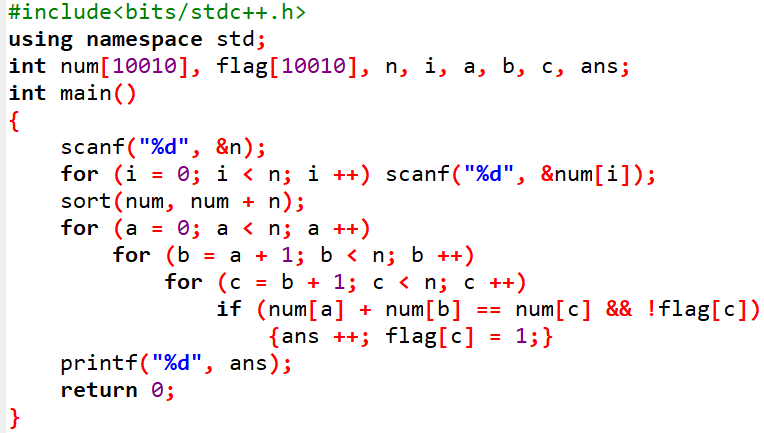 #include<bits/stdc++.h>
using namespace std;
int num[10010], flag[10010], n, i, a, b, c, ans;
int main()
{
    scanf("%d", &n);
    for (i = 0; i < n; i ++) scanf("%d", &num[i]);
    sort(num, num + n);
    for (a = 0; a < n; a ++)
        for (b = a + 1; b < n; b ++)
            for (c = b + 1; c < n; c ++)
                if (num[a] + num[b] == num[c] && !flag[c])
                    {ans ++; flag[c] = 1;}
    printf("%d", ans);
    return 0;
}